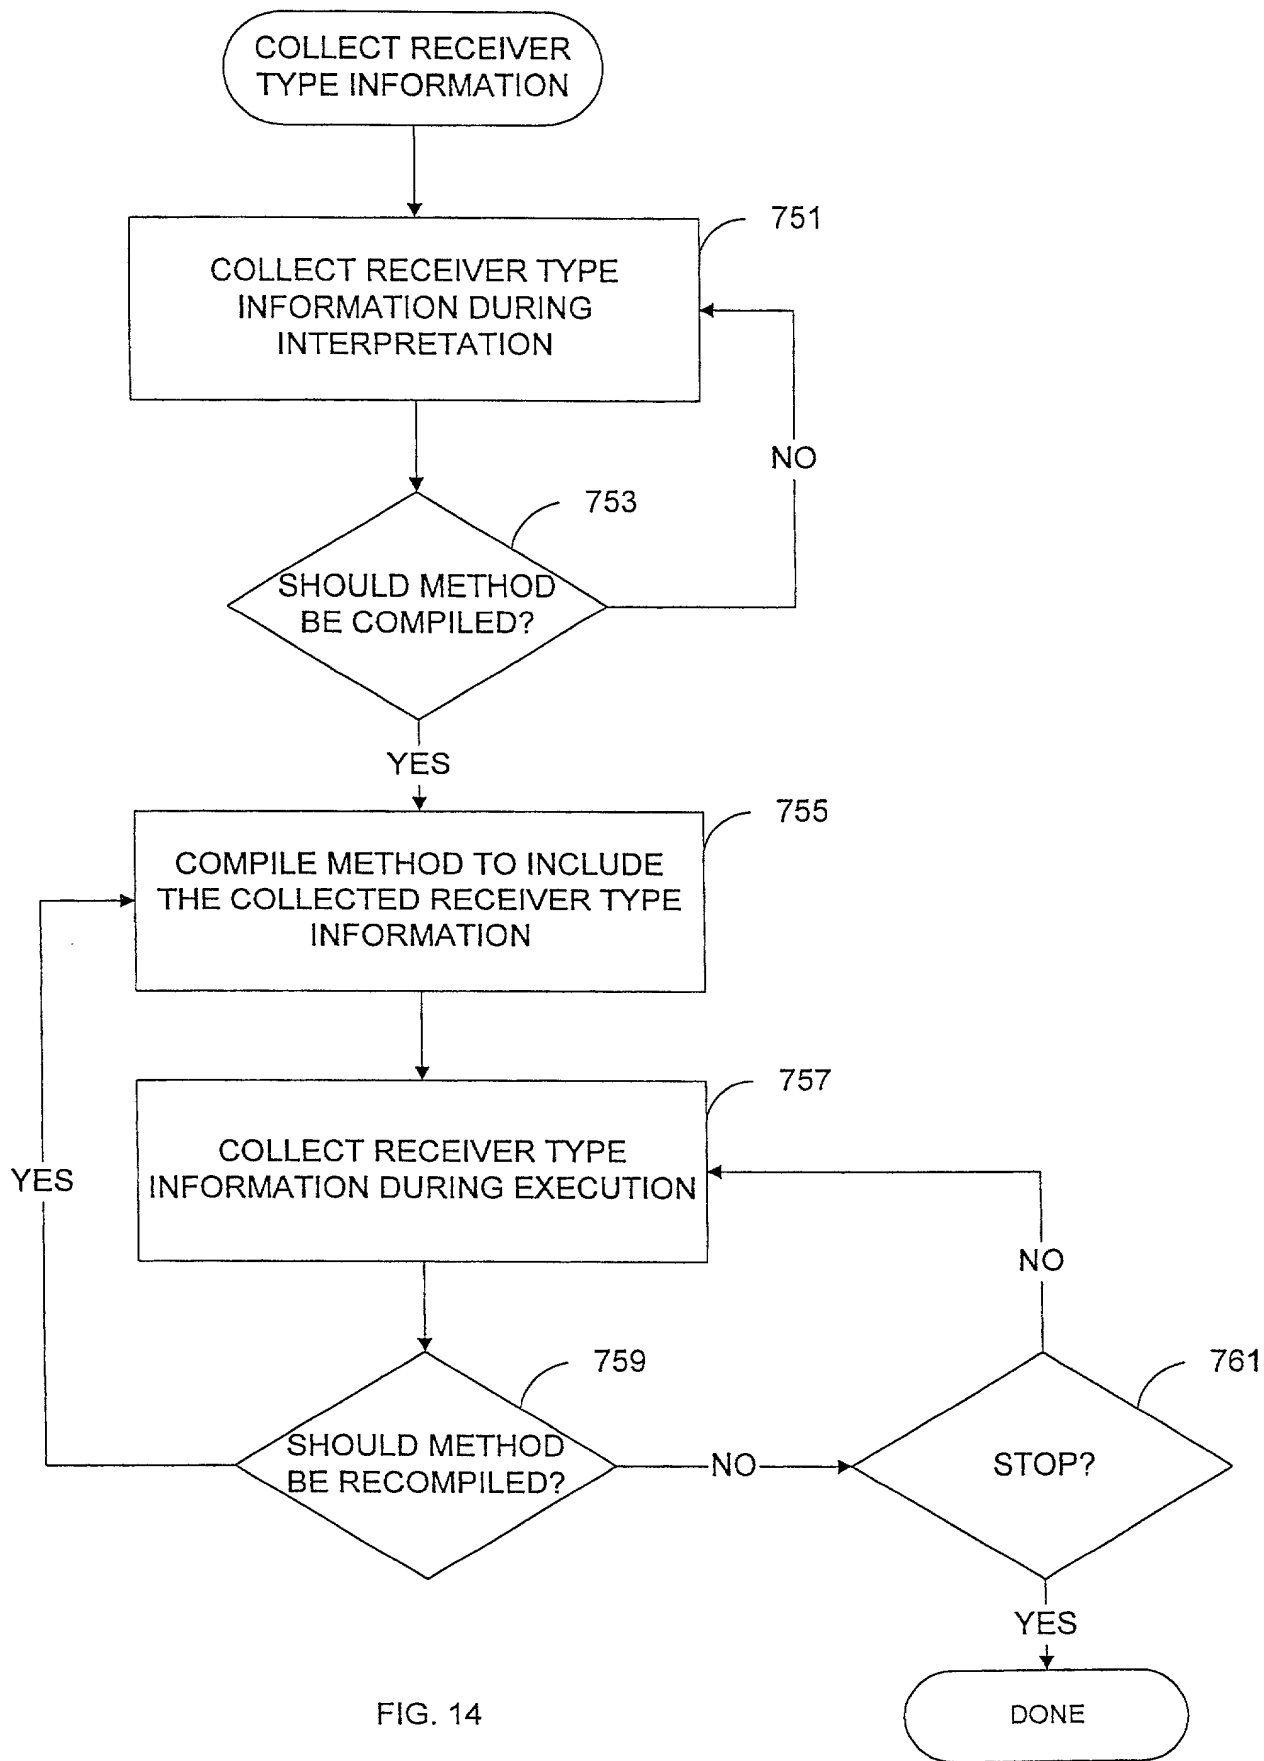 COLLECT RECEIVER
TYPE INFORMATION
751
COLLECT RECEIVER TYPE
INFORMATION DURING
INTERPRETATION
NO
753
SHOULD METHOD
BE COMPILED?
YES
755
COMPILE METHOD TO INCLUDE
THE COLLECTED RECEIVER TYPE
INFORMATION
757
COLLECT RECEIVER TYPE
INFORMATION DURING EXECUTION
YES
NO
759
761
SHOULD METHOD
BE RECOMPILED?
NO
STOP?
YES
DONE
FIG. 14